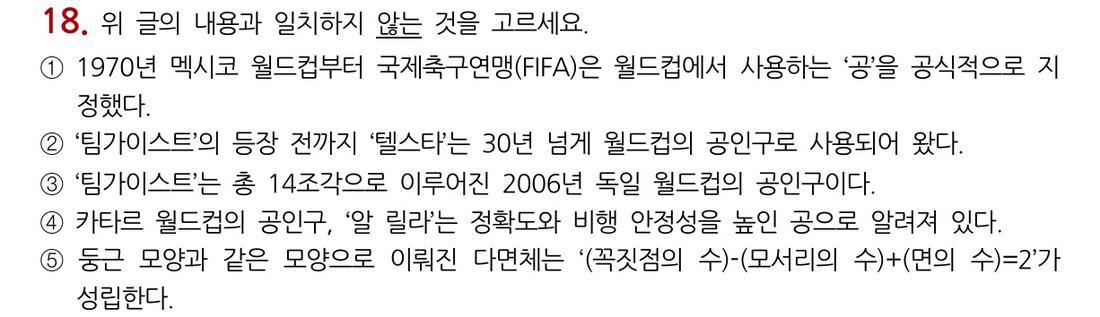 18. 위 글의 내용과 일치하지 않는 것을 고르세요.
① 1970년 멕시코 월드컵부터 국제축구연맹(FIFA)은 월드컵에서 사용하는 ‘공’을 공식적으로 지
정했다.
② ‘팀가이스트’의 등장 전까지 ‘텔스타’는 30년 넘게 월드컵의 공인구로 사용되어 왔다.
③ ‘팀가이스트’는 총 14조각으로 이루어진 2006년 독일 월드컵의 공인구이다.
④ 카타르 월드컵의 공인구, ‘알 릴라’는 정확도와 비행 안정성을 높인 공으로 알려져 있다.
⑤ 둥근 모양과 같은 모양으로 이뤄진 다면체는 ‘(꼭짓점의 수)-(모서리의 수)+(면의 수)=2’가
성립한다.